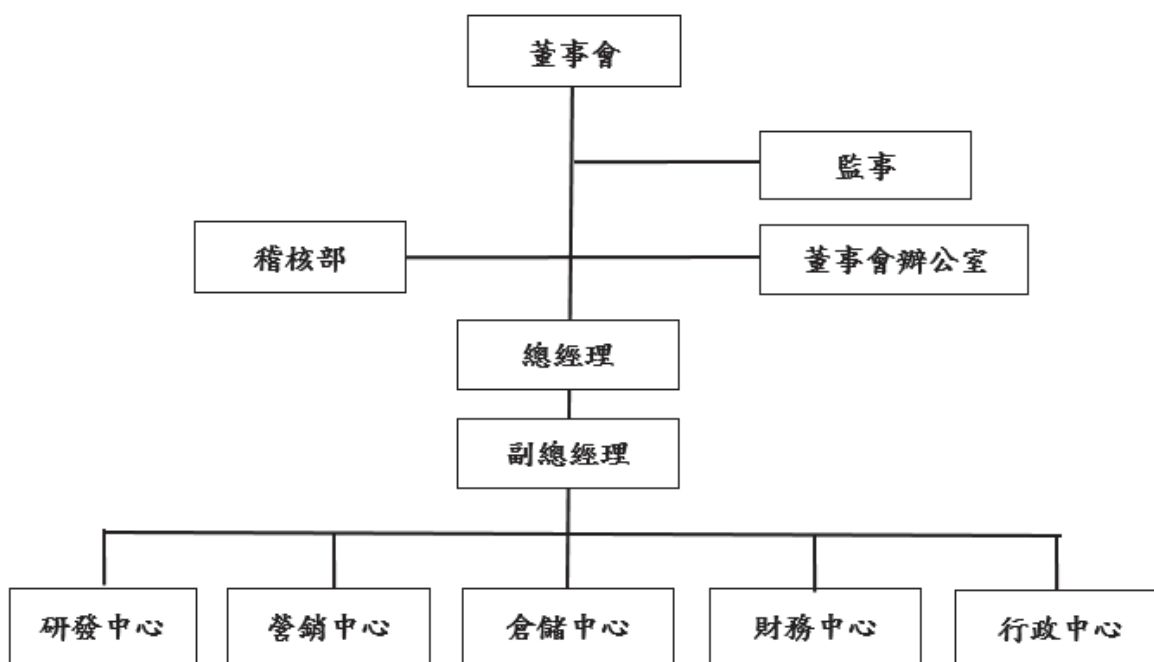 董事會
監事
稽核部
董事會辦公室
總經理
副總經理
研發中心
營銷中心
倉儲中心
財務中心
行政中心